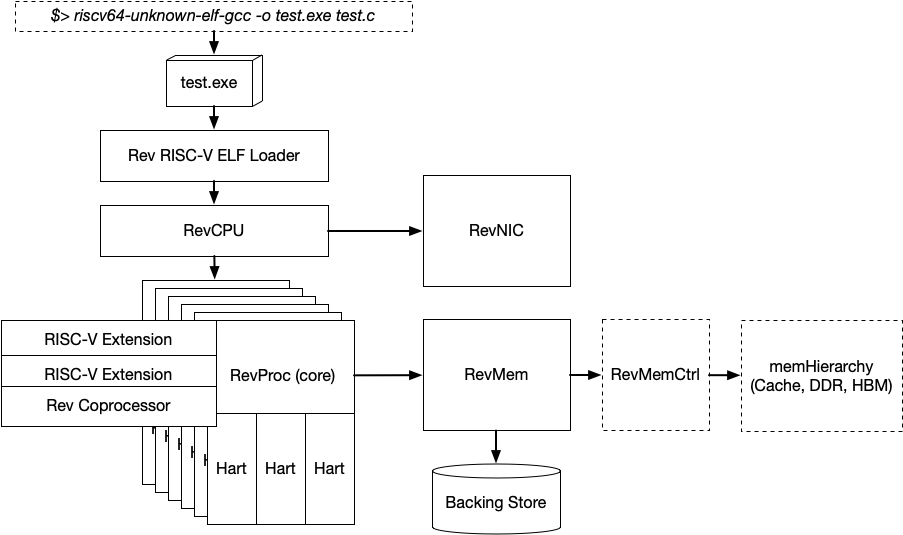 $> riscv64-unknown-elf-gcc -o test.exe test.c
test.exe
Rev RISC-V ELF Loader
RevCPU
RevNIC
RISC-V Extension
RISC-V Extension
Rev Coprocessor
RevProc (core)
RevMem
RevMemCtrl
memHierarchy
(Cache, DDR, HBM)
Hart
Hart
Hart
Backing Store